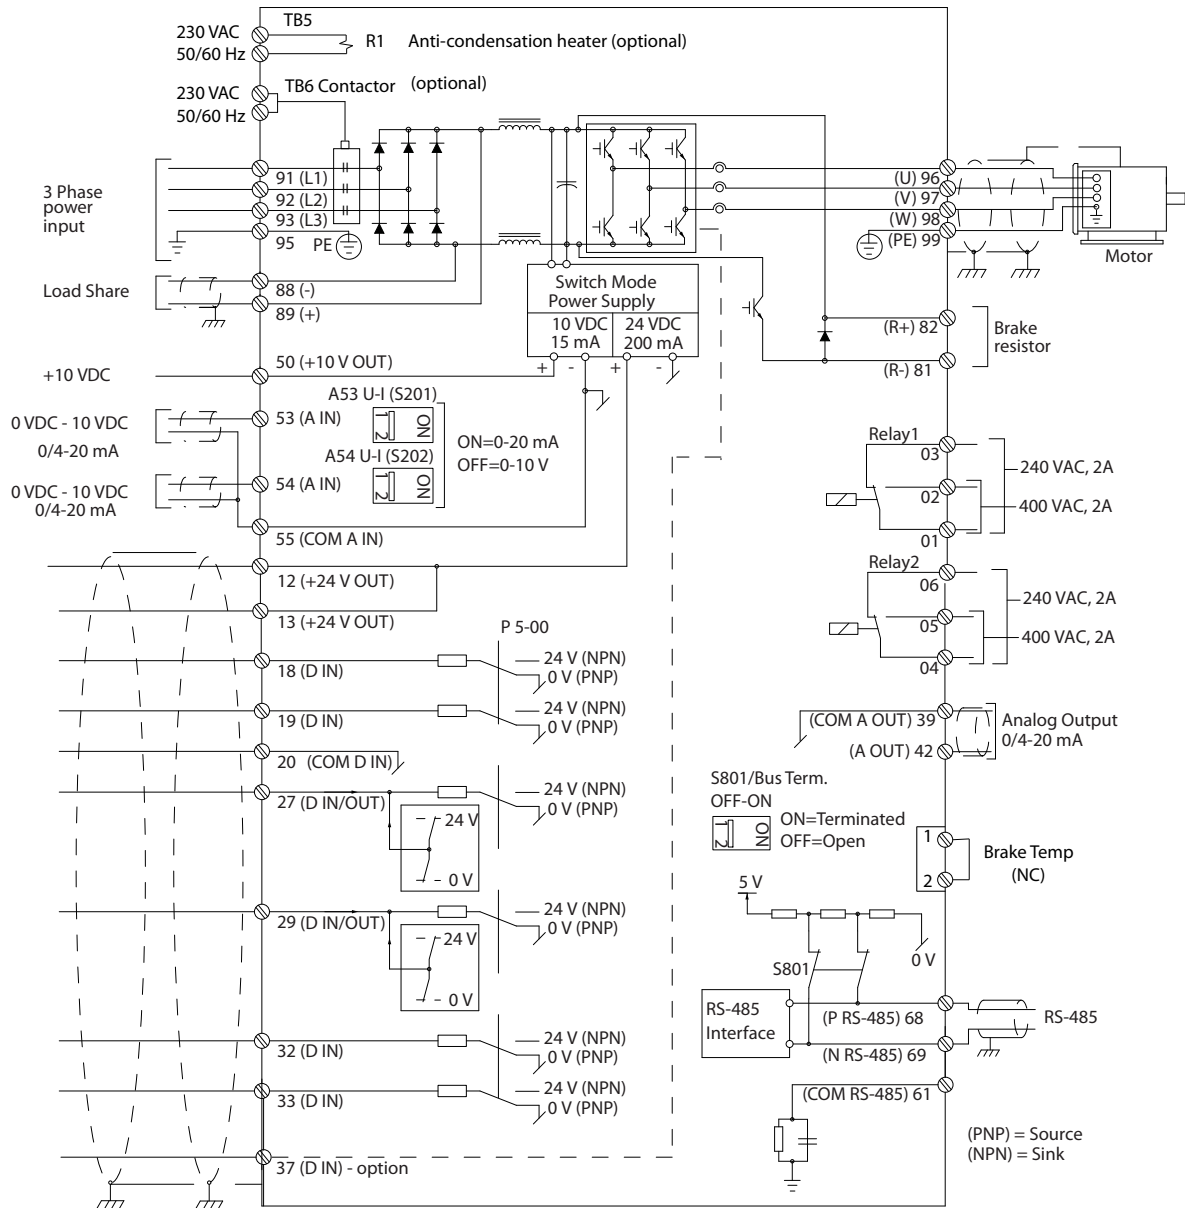 TB5
230 VAC
50/60 Hz
R1
Anti-condensation heater (optional)
TB6 Contactor
(optional)
230 VAC
50/60 Hz
3 Phase
power
input
91 (L1)
92 (L2)
93 (L3)
95
PE
(U) 96
(V) 97
(W) 98
(PE) 99
Motor
Load Share
88 (-)
89 (+)
Switch Mode
Power Supply
10 VDC
15 mA
24 VDC
200 mA
+
-
+
-
(R+) 82
(R-) 81
Brake
resistor
+10 VDC
50 (+10 V OUT)
0 VDC - 10 VDC
0/4-20 mA
53 (A IN)
A53 U-I (S201)
1 2
ON
A54 U-I (S202)
1 2
ON
ON=0-20 mA
OFF=0-10 V
0 VDC - 10 VDC
0/4-20 mA
54 (A IN)
55 (COM A IN)
12 (+24 V OUT)
13 (+24 V OUT)
Relay1
03
02
01
240 VAC, 2A
400 VAC, 2A
Relay2
06
05
04
240 VAC, 2A
400 VAC, 2A
P 5-00
18 (D IN)
24 V (NPN)
0 V (PNP)
19 (D IN)
24 V (NPN)
0 V (PNP)
20 (COM D IN)
27 (D IN/OUT)
24 V (NPN)
0 V (PNP)
24 V
0 V
29 (D IN/OUT)
24 V (NPN)
0 V (PNP)
24 V
0 V
32 (D IN)
24 V (NPN)
0 V (PNP)
33 (D IN)
24 V (NPN)
0 V (PNP)
37 (D IN) - option
(COM A OUT) 39
(A OUT) 42
Analog Output
0/4-20 mA
S801/Bus Term.
OFF-ON
1 2
ON
ON=Terminated
OFF=Open
1
2
Brake Temp
(NC)
5 V
0 V
S801
RS-485
Interface
(P RS-485) 68
(N RS-485) 69
RS-485
(COM RS-485) 61
(PNP) = Source
(NPN) = Sink